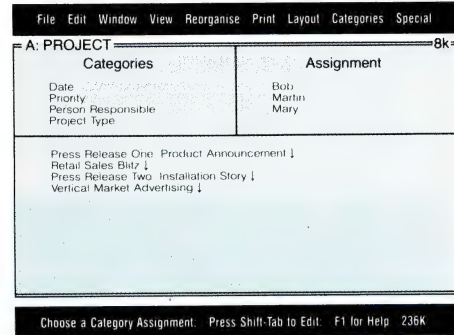 File Edit Window View Reorganise Print Layout Categories Special
A: PROJECT 8k
Categories Assignment
Date Bob
Priority Martin
Person Responsible Mary
Project Type
Press Release One Product Announcement ↓
Retail Sales Blitz ↓
Press Release Two Installation Story ↓
Vertical Market Advertising ↓
Choose a Category Assignment: Press Shift-Tab to Edit: F1 for Help 236K